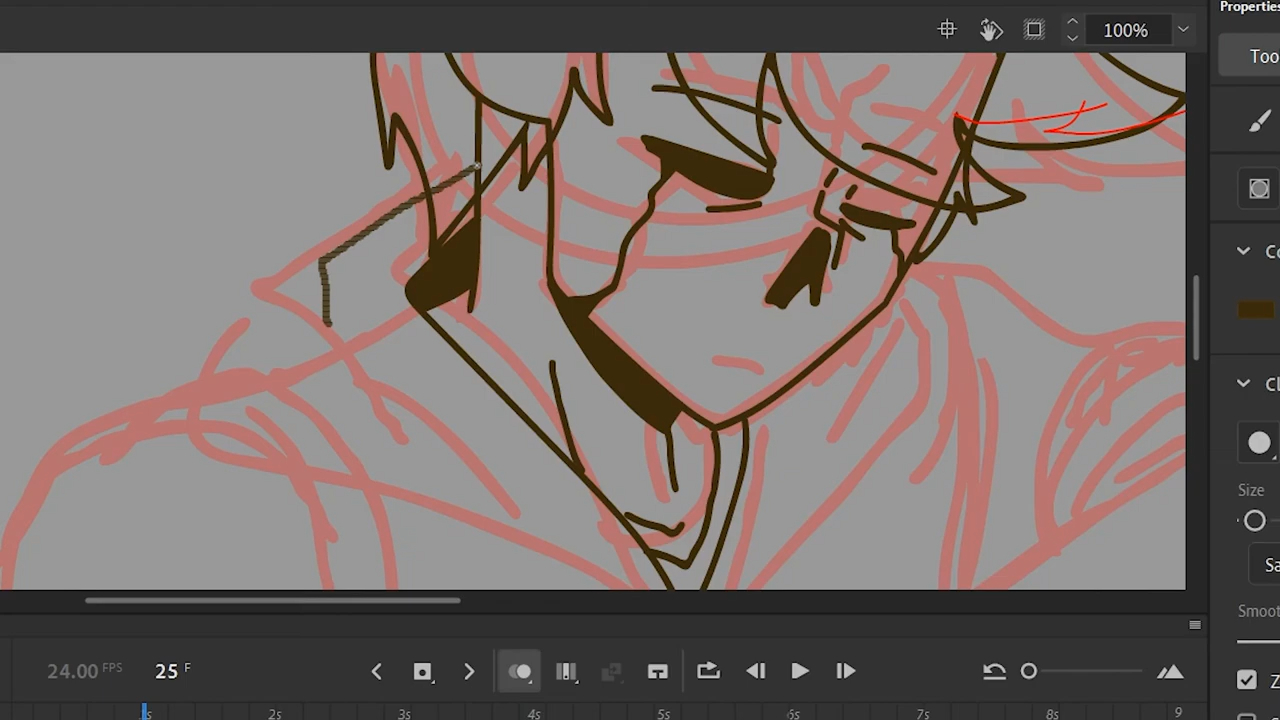 Properties
100%
Too
Co
Cl
Size
Sa
Smoot
Z
24.00 FPS
25 F
s 2s 3s 4s 5s 6s 7s 8s 9